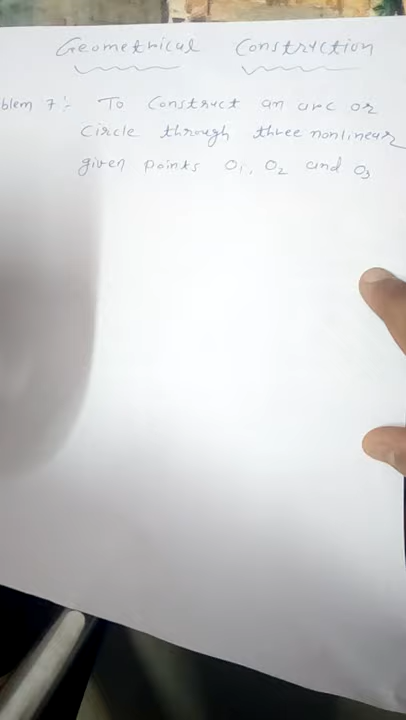 Geometrical Construction
blem 7:- To Construct an arc or
Circle through three nonlinear
given points O1, O2 and O3